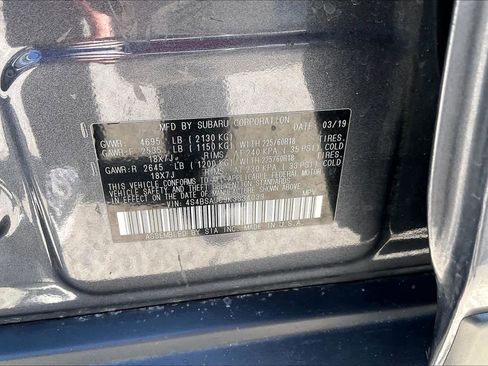 MFD BY SUBARU CORPORATION DATE: 03/19
GVWR: 4695 LB (2130 KG)
GAWR:F 2535 LB (1150 KG) WITH 225/60R18 TIRES,
18X7J RIMS, AT 240 KPA (35 PSI) COLD
GAWR:R 2645 LB (1200 KG) WITH 225/60R18 TIRES,
18X7J RIMS, AT 230 KPA (33 PSI) COLD
THIS VEHICLE CONFORMS TO ALL APPLICABLE FEDERAL MOTOR
VEHICLE SAFETY, BUMPER, AND THEFT PREVENTION STANDARDS
IN EFFECT ON THE DATE OF MANUFACTURE SHOWN ABOVE.
VIN: MPV
ASSEMBLED BY SIA INC. MADE IN U.S.A.